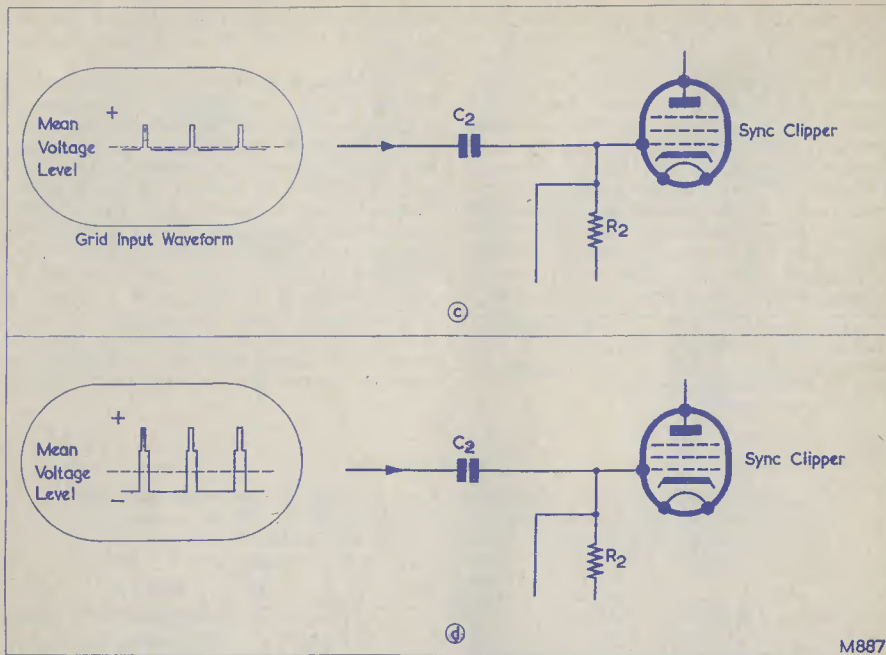 +
Mean
Voltage
Level
Grid Input Waveform
C2
R2
Sync Clipper
c
+
Mean
Voltage
Level
−
C2
R2
Sync Clipper
d
M887